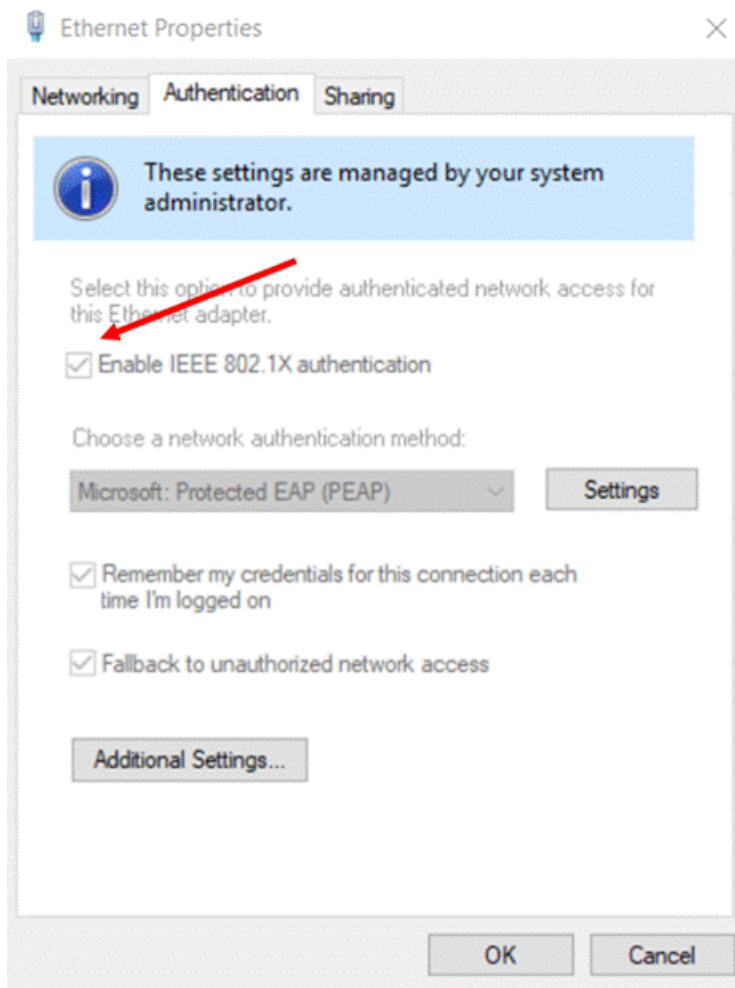 Ethernet Properties
Networking Authentication Sharing
These settings are managed by your system
administrator.
Select this option to provide authenticated network access for
this Ethernet adapter.
Enable IEEE 802.1X authentication
Choose a network authentication method:
Microsoft: Protected EAP (PEAP)
Settings
Remember my credentials for this connection each
time I'm logged on
Fallback to unauthorized network access
Additional Settings...
OK Cancel